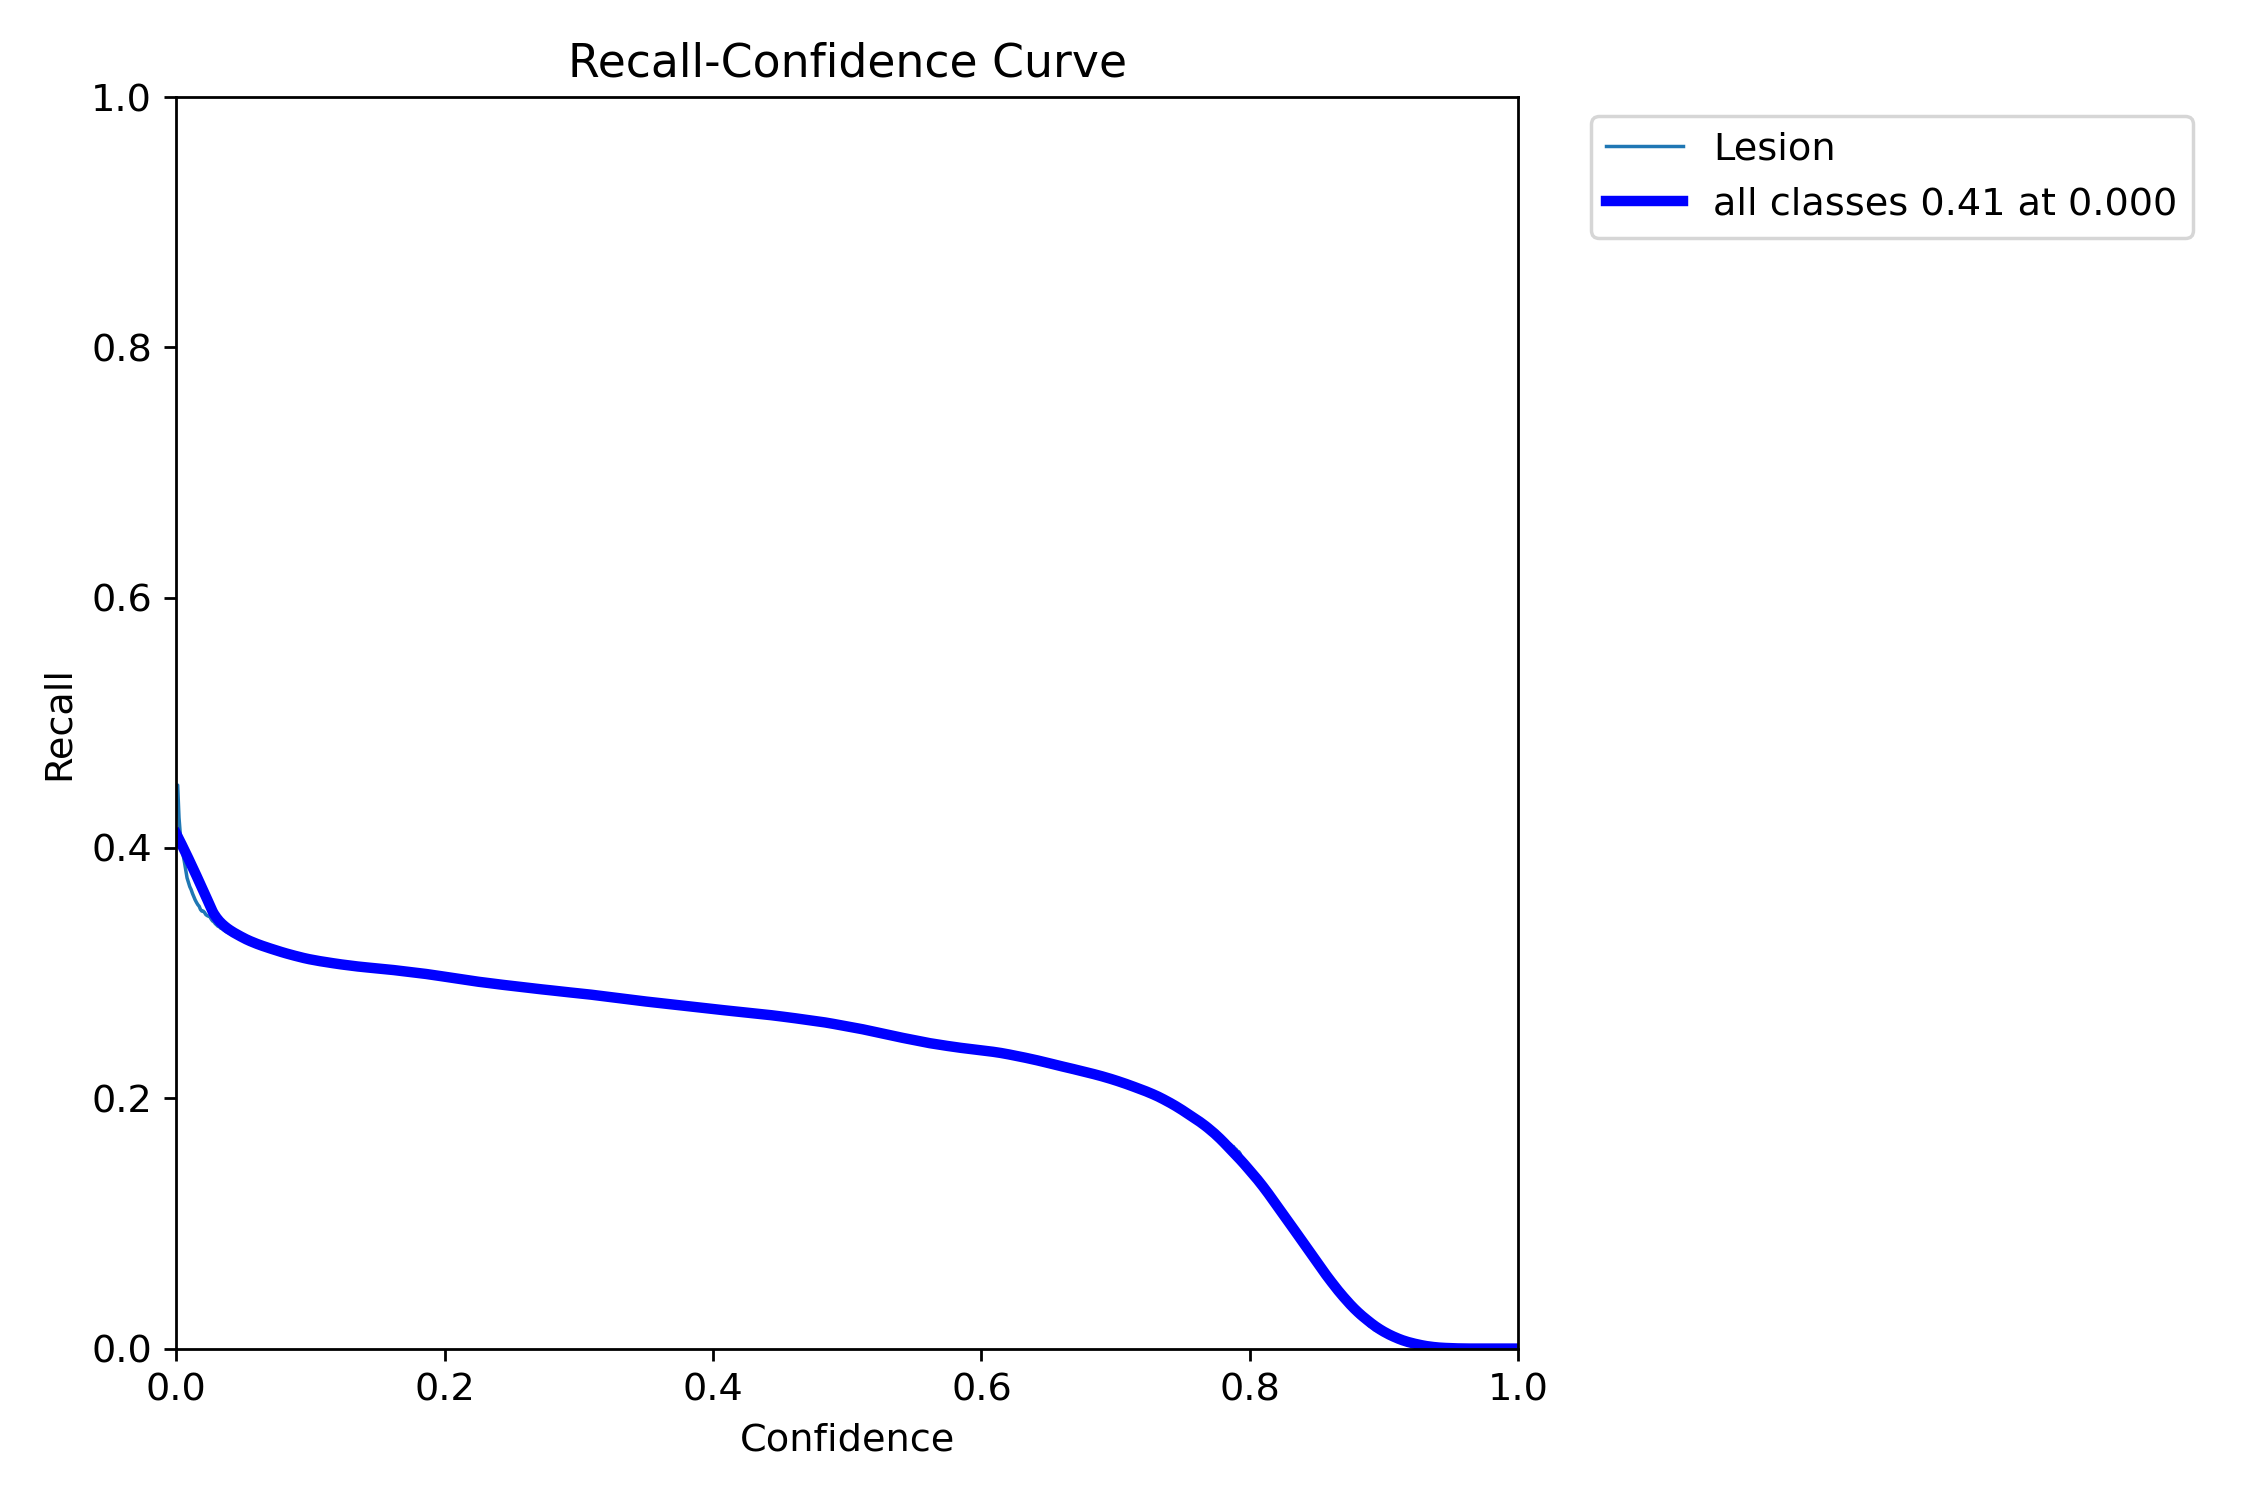 Recall-Confidence Curve
1.0
0.8
0.6
0.4
0.2
0.0
Recall
0.0 0.2 0.4 0.6 0.8 1.0
Confidence
Lesion
all classes 0.41 at 0.000